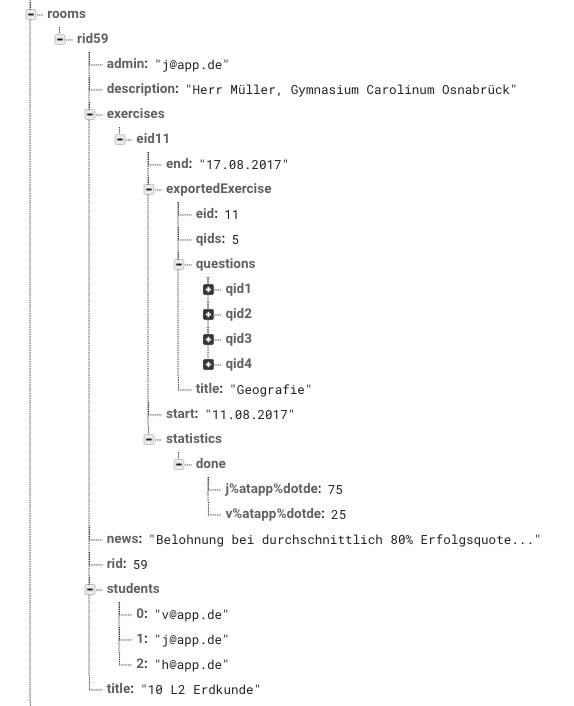 rooms
rid59
admin: "j@app.de"
description: "Herr Müller, Gymnasium Carolinum Osnabrück"
exercises
eid11
end: "17.08.2017"
exportedExercise
eid: 11
qids: 5
questions
qid1
qid2
qid3
qid4
title: "Geografie"
start: "11.08.2017"
statistics
done
j%atapp%dotde: 75
v%atapp%dotde: 25
news: "Belohnung bei durchschnittlich 80% Erfolgsquote..."
rid: 59
students
0: "v@app.de"
1: "j@app.de"
2: "h@app.de"
title: "10 L2 Erdkunde"